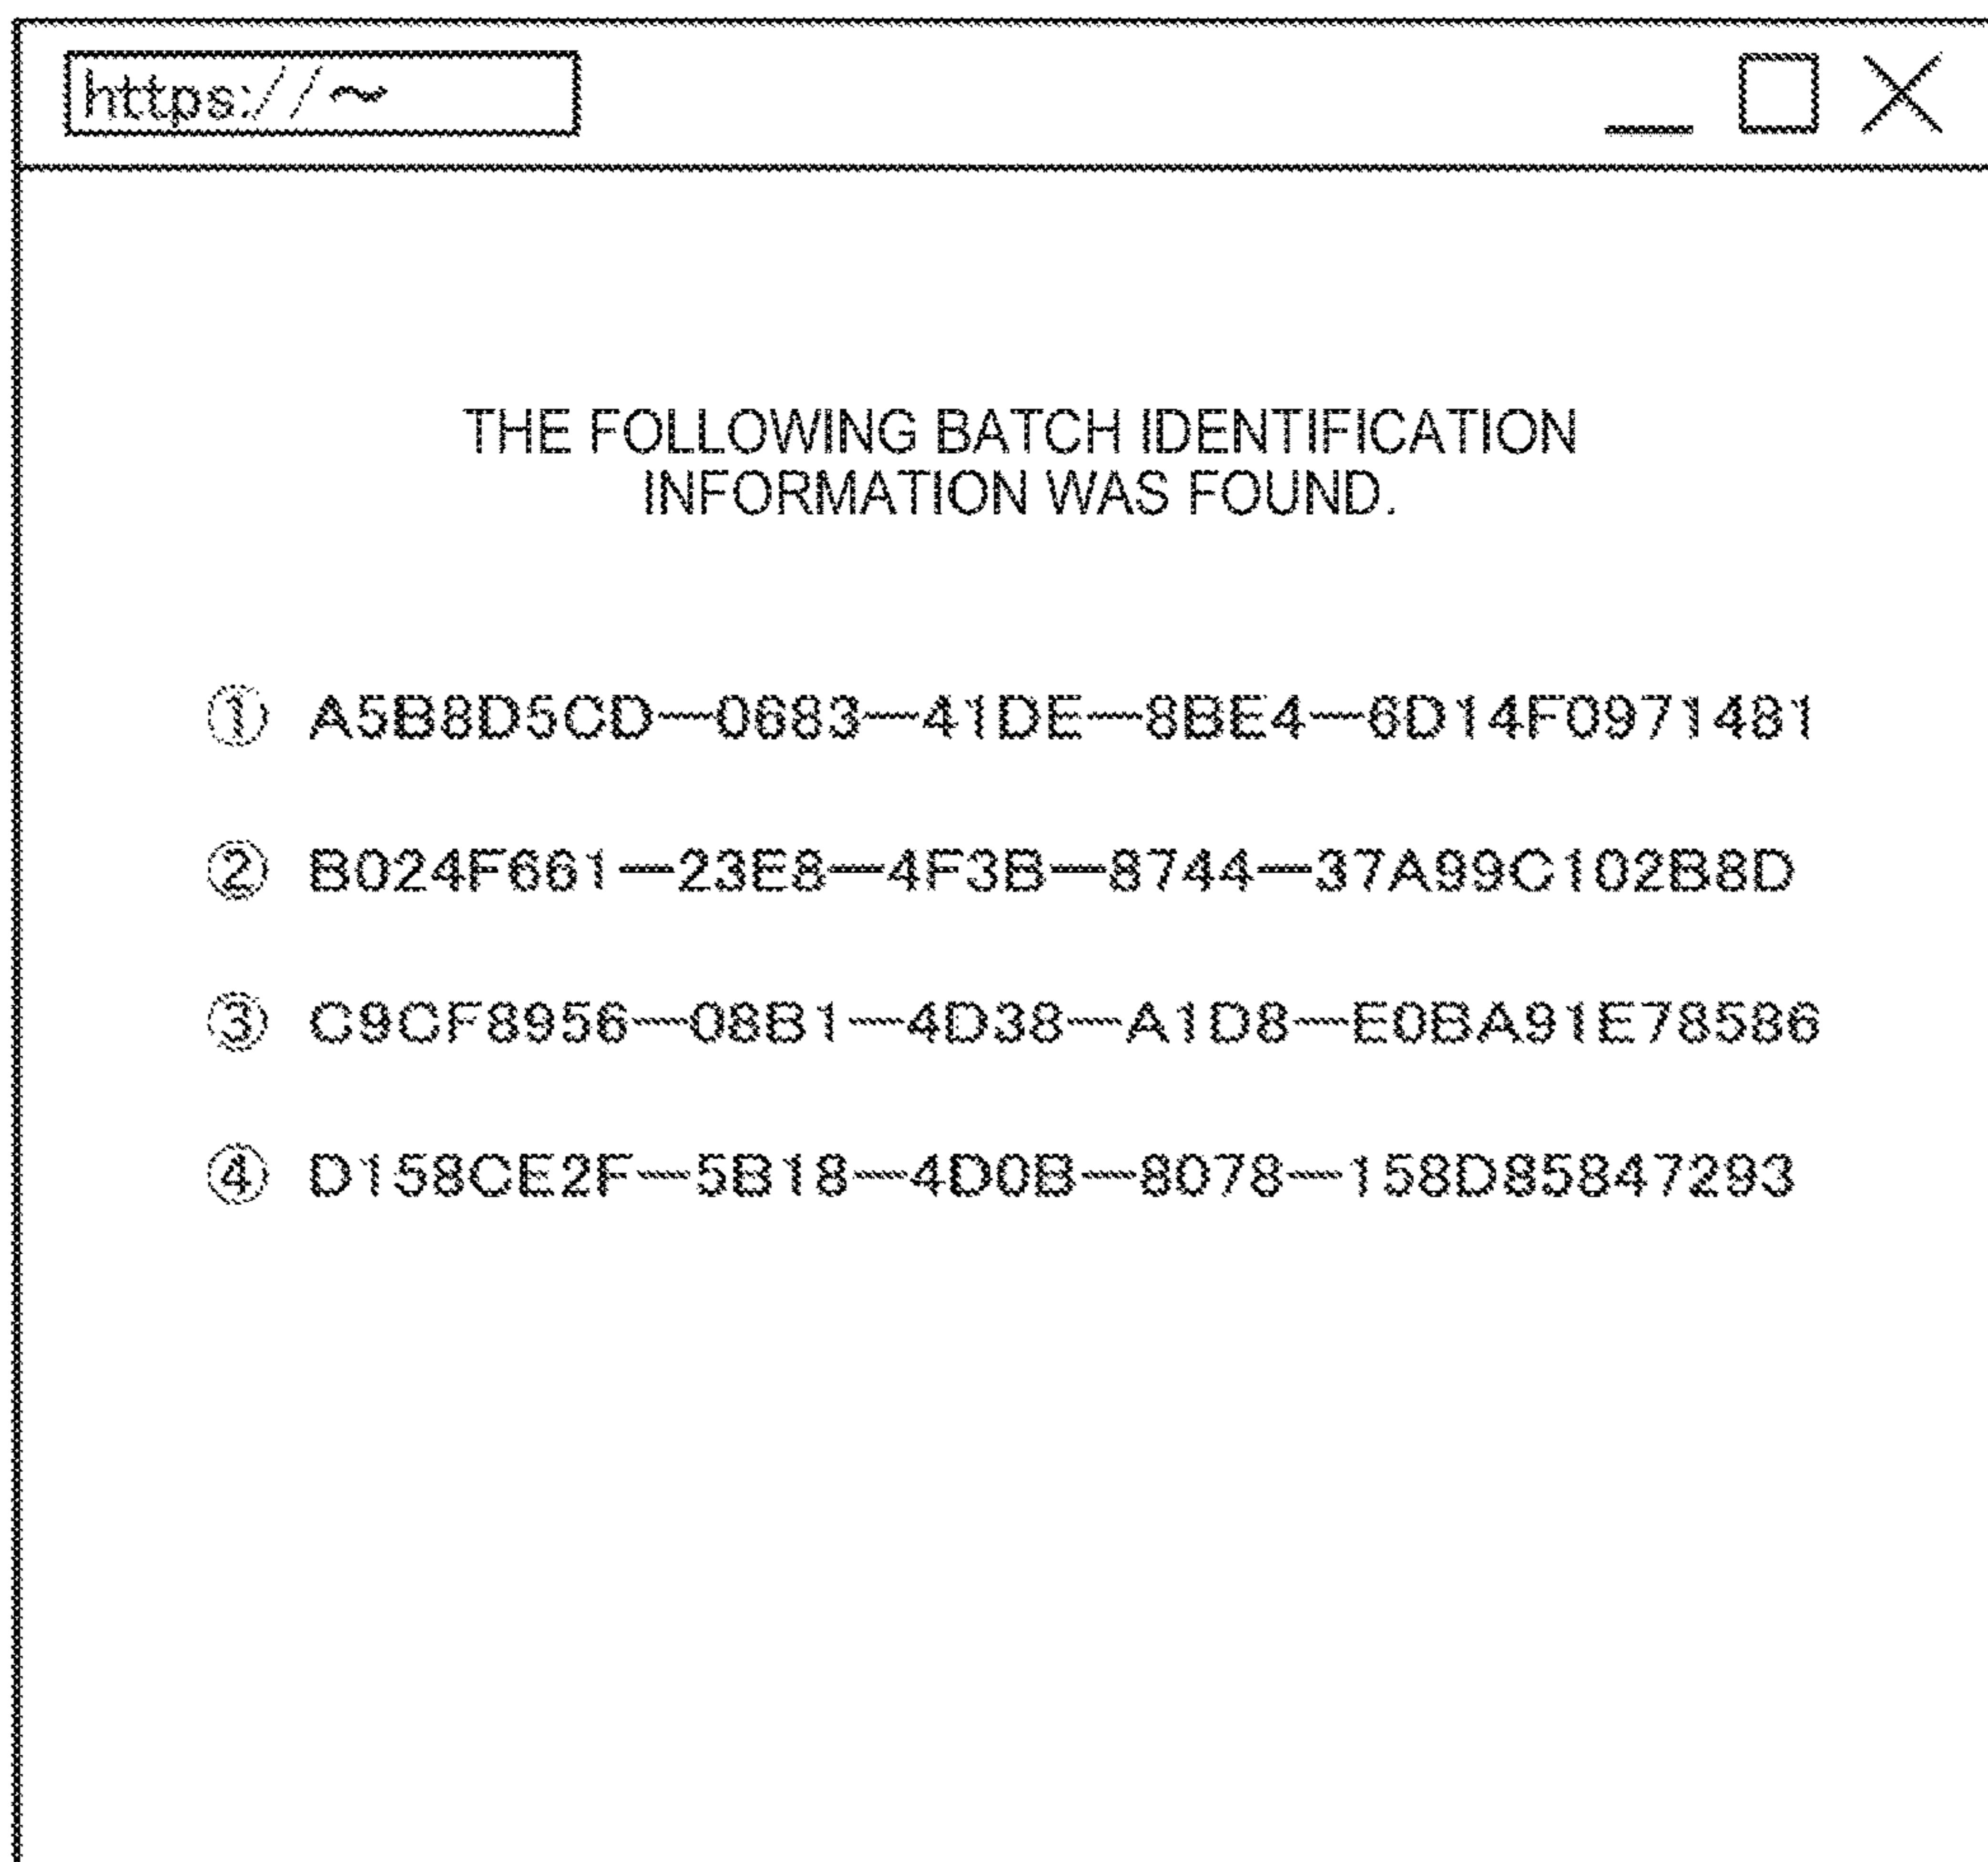 https://～
THE FOLLOWING BATCH IDENTIFICATION
INFORMATION WAS FOUND.
① A5B8D5CD—0683—41DE—8BE4—6D14F0971481
② B024F661—23E8—4F3B—8744—37A99C102B8D
③ C9CF8956—08B1—4D38—A1D8—E0BA91E78586
④ D158CE2F—5B18—4D0B—8078—158D85847293